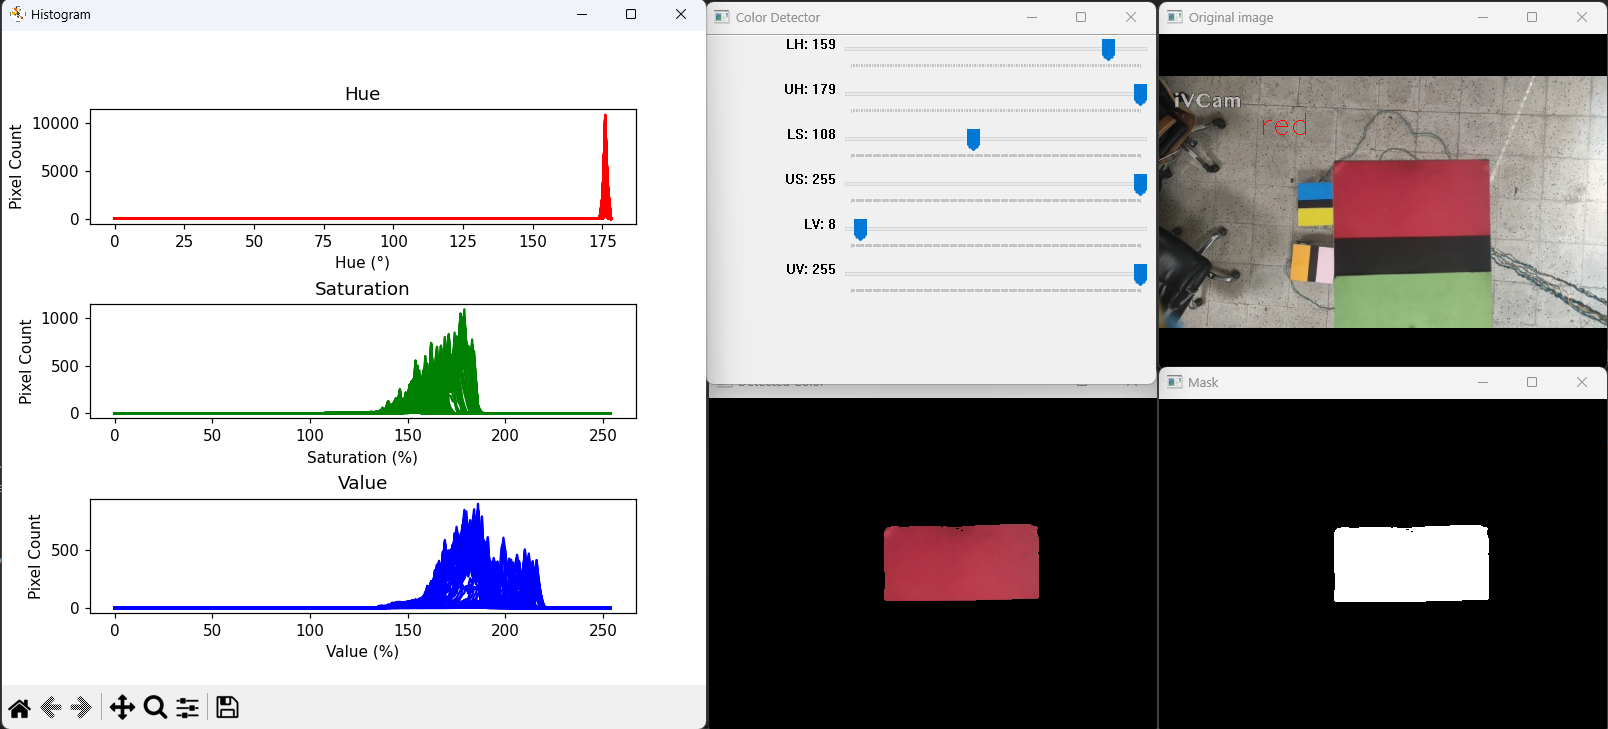 Histogram
Hue
10000
5000
0
Pixel Count
0 25 50 75 100 125 150 175
Hue (°)
Saturation
1000
500
0
Pixel Count
0 50 100 150 200 250
Saturation (%)
Value
500
0
Pixel Count
0 50 100 150 200 250
Value (%)
Color Detector
LH: 159
UH: 179
LS: 108
US: 255
LV: 8
UV: 255
Original image
iVCam
red
Detected Color
Mask